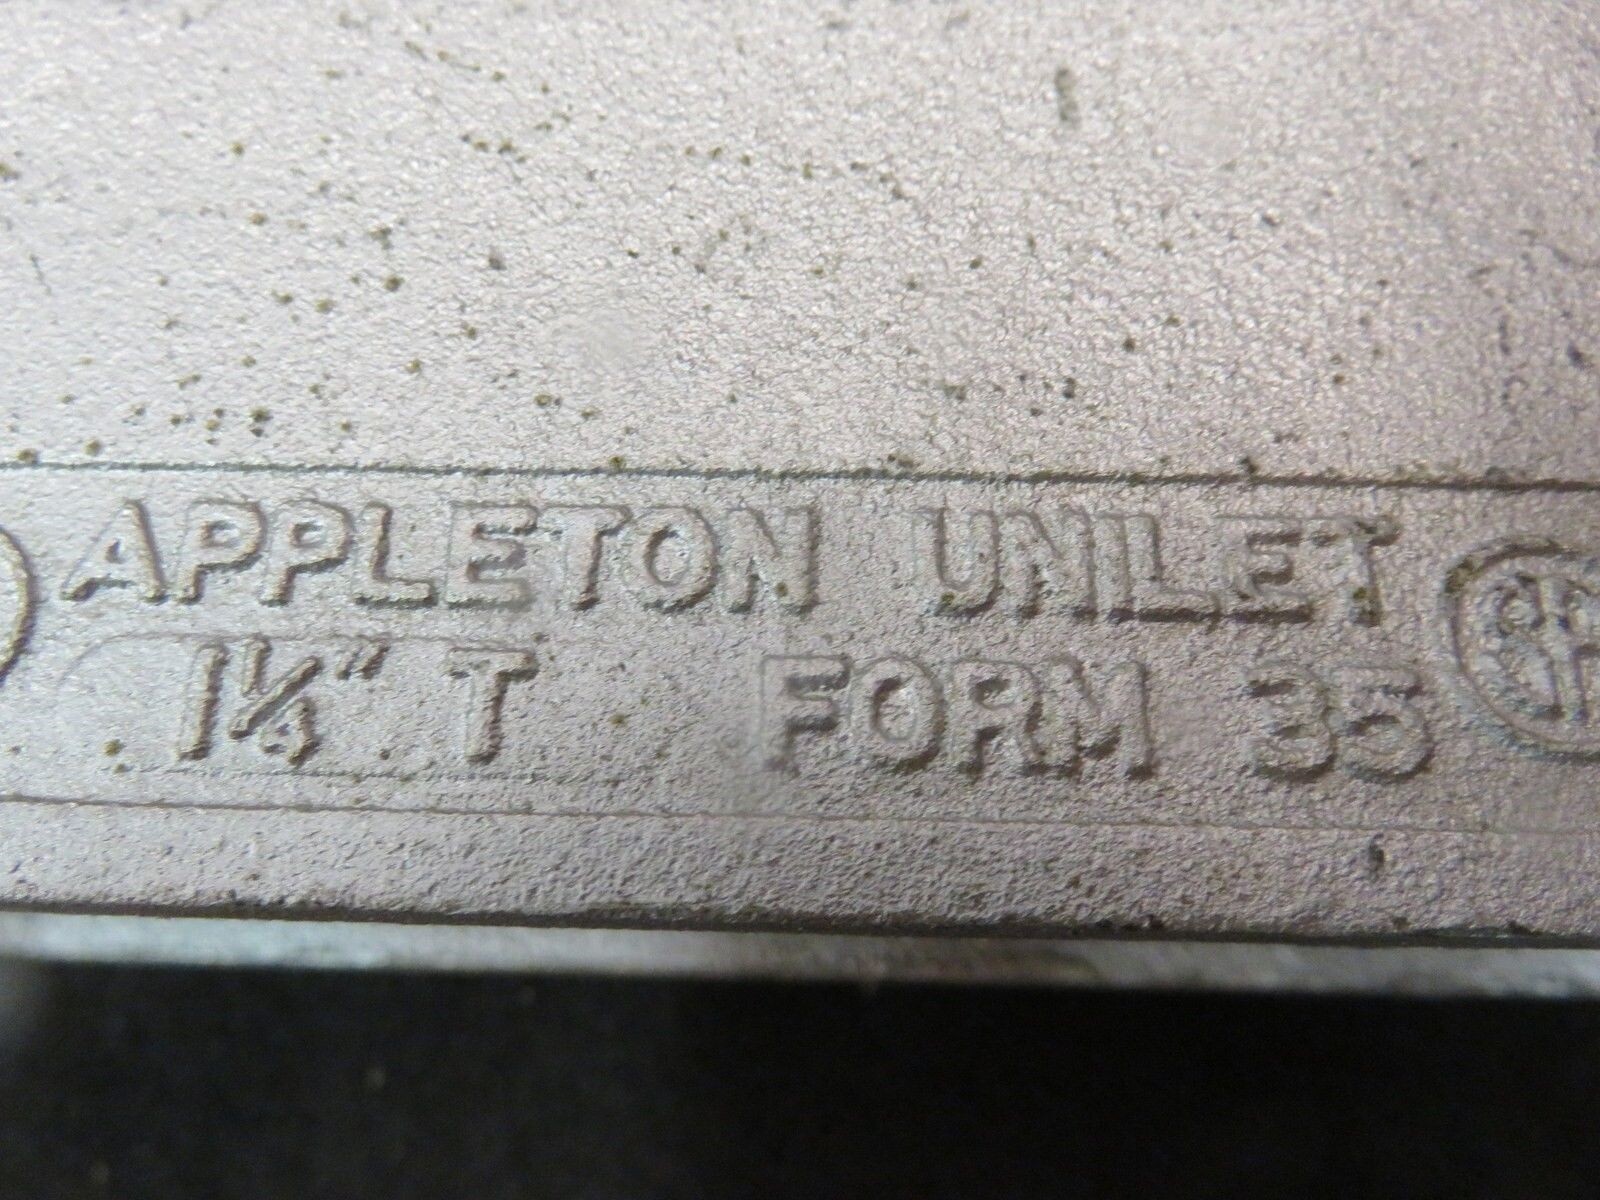 APPLETON UNILET
1¼" T FORM 35